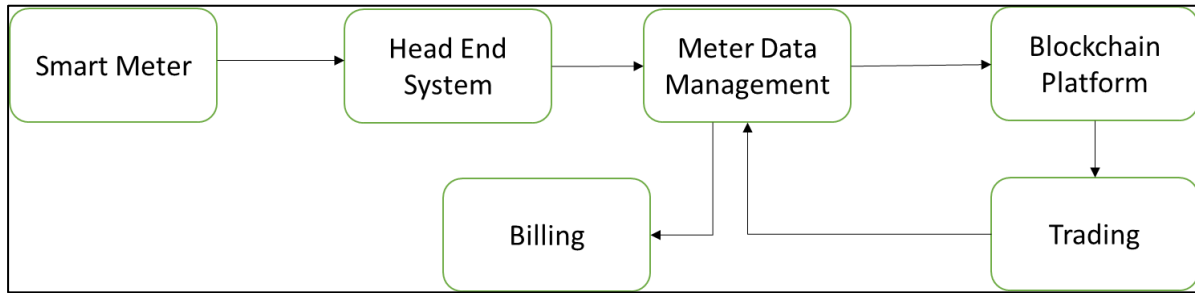 Smart Meter
Head End
System
Meter Data
Management
Blockchain
Platform
Billing
Trading